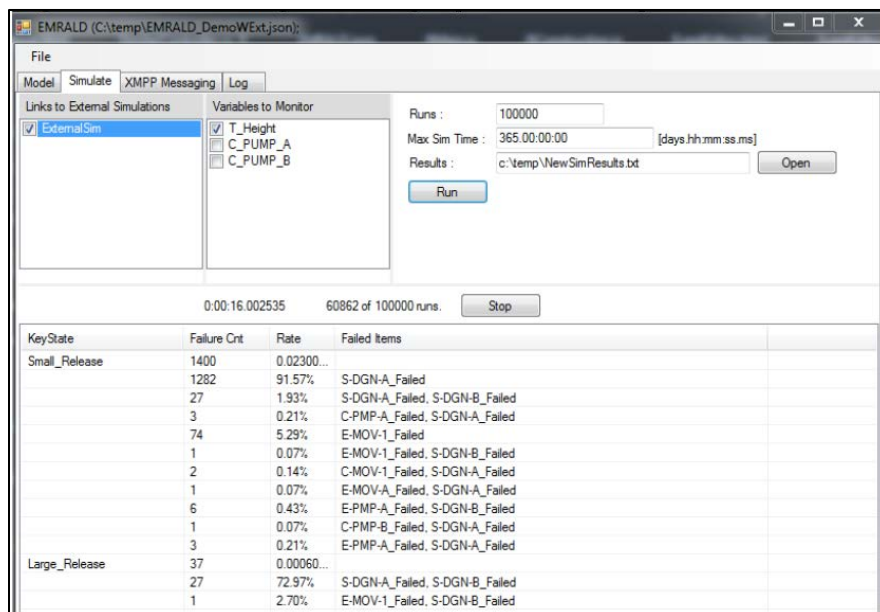 EMRALD (C:\temp\EMRALD_DemoWExt.json);
File
Model Simulate XMPP Messaging Log
Links to External Simulations Variables to Monitor
ExternalSim
T_Height
C_PUMP_A
C_PUMP_B
Runs : 100000
Max Sim Time : 365.00:00:00 [days.hh:mm:ss.ms]
Results : c:\temp\NewSimResults.txt Open
Run
0:00:16.002535 60862 of 100000 runs. Stop
KeyState Failure Cnt Rate Failed Items
Small_Release 1400 0.02300...
1282 91.57% S-DGN-A_Failed
27 1.93% S-DGN-A_Failed, S-DGN-B_Failed
3 0.21% C-PMP-A_Failed, S-DGN-A_Failed
74 5.29% E-MOV-1_Failed
1 0.07% E-MOV-1_Failed, S-DGN-B_Failed
2 0.14% C-MOV-1_Failed, S-DGN-A_Failed
1 0.07% E-MOV-A_Failed, S-DGN-A_Failed
6 0.43% E-PMP-A_Failed, S-DGN-B_Failed
1 0.07% C-PMP-B_Failed, S-DGN-A_Failed
3 0.21% E-PMP-A_Failed, S-DGN-A_Failed
Large_Release 37 0.00060...
27 72.97% S-DGN-A_Failed, S-DGN-B_Failed
1 2.70% E-MOV-1_Failed, S-DGN-B_Failed